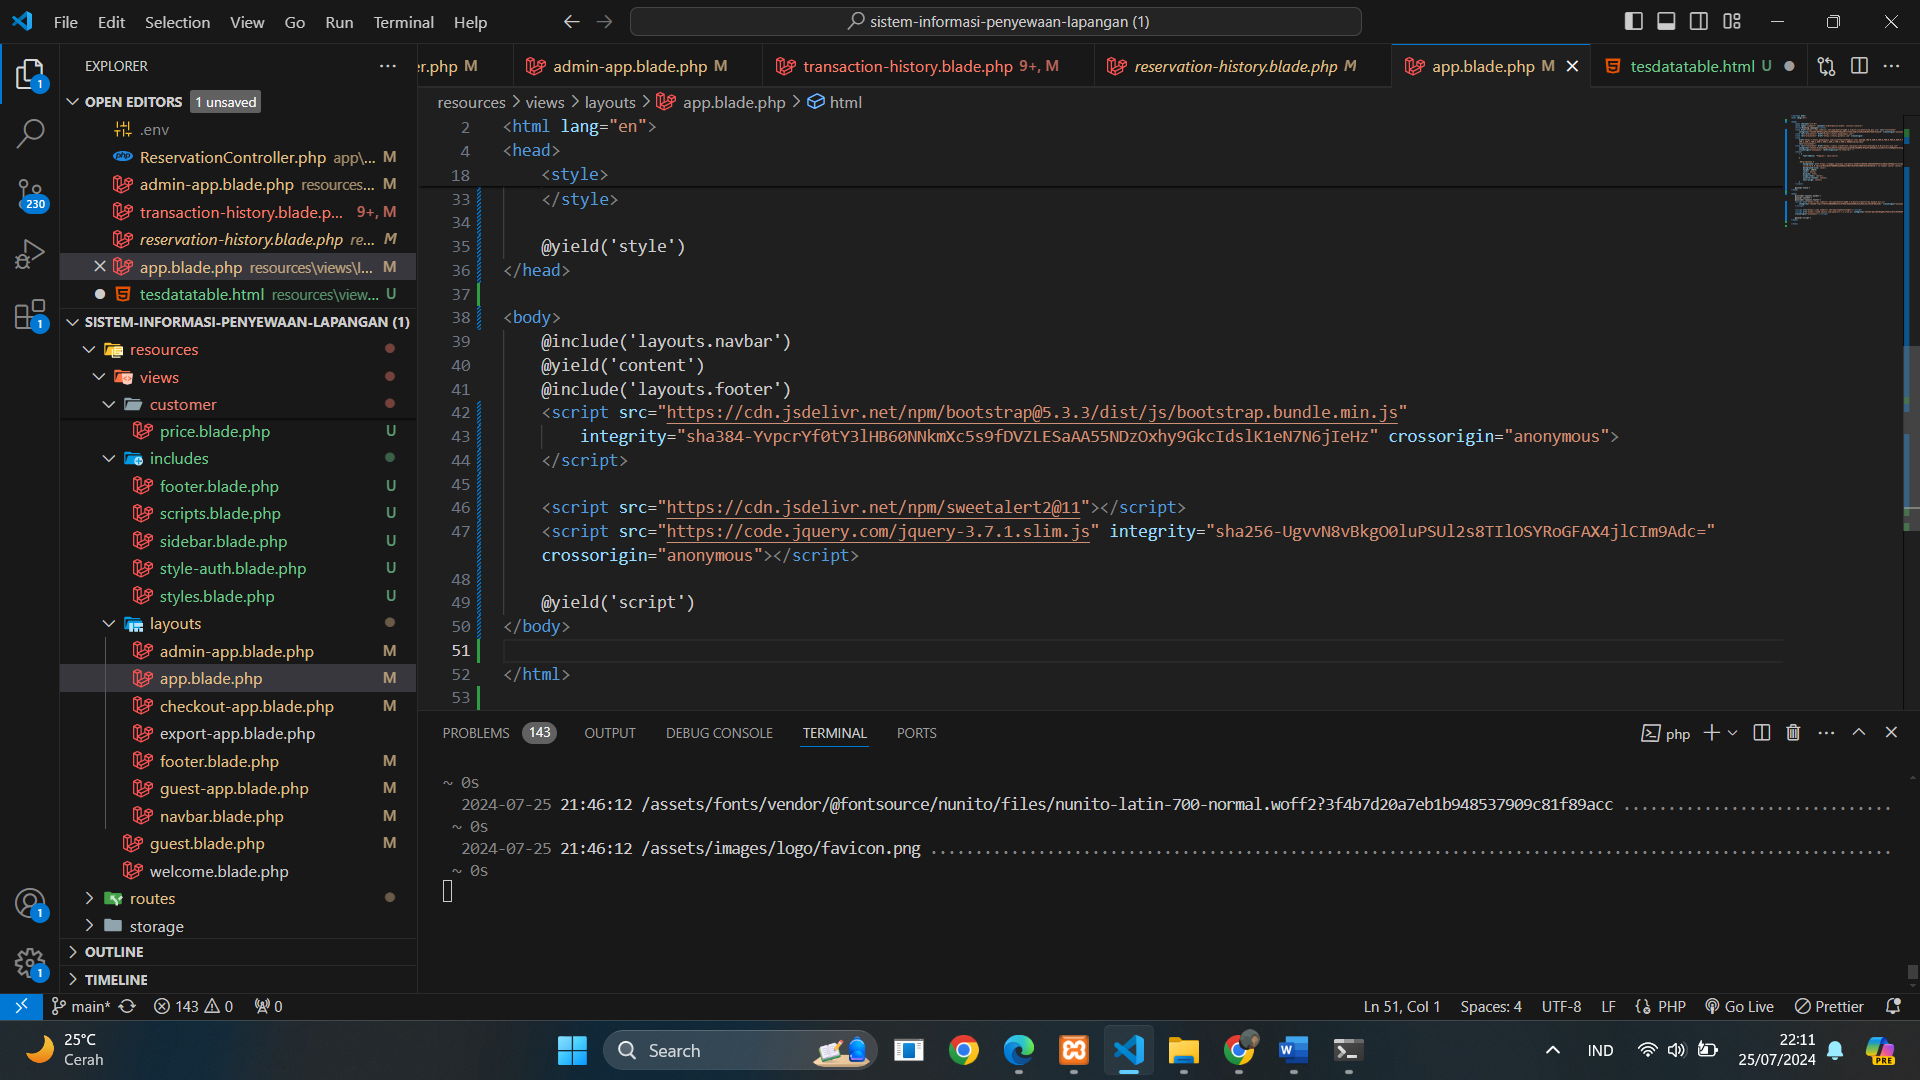 File Edit Selection View Go Run Terminal Help
sistem-informasi-penyewaan-lapangan (1)
EXPLORER
er.php M
admin-app.blade.php M
transaction-history.blade.php 9+, M
reservation-history.blade.php M
app.blade.php M
tesdatatable.html U
OPEN EDITORS 1 unsaved
.env
ReservationController.php app\... M
admin-app.blade.php resources... M
transaction-history.blade.p... 9+, M
reservation-history.blade.php re... M
app.blade.php resources\views\l... M
tesdatatable.html resources\view... U
SISTEM-INFORMASI-PENYEWAAN-LAPANGAN (1)
resources
views
customer
price.blade.php U
includes
footer.blade.php U
scripts.blade.php U
sidebar.blade.php U
style-auth.blade.php U
styles.blade.php U
layouts
admin-app.blade.php M
app.blade.php M
checkout-app.blade.php M
export-app.blade.php
footer.blade.php M
guest-app.blade.php M
navbar.blade.php M
guest.blade.php M
welcome.blade.php
routes
storage
OUTLINE
TIMELINE
1
230
1
1
1
resources > views > layouts > app.blade.php > html
2 <html lang="en">
4 <head>
18 <style>
33 </style>
34
35 @yield('style')
36 </head>
37
38 <body>
39 @include('layouts.navbar')
40 @yield('content')
41 @include('layouts.footer')
42 <script src="https://cdn.jsdelivr.net/npm/bootstrap@5.3.3/dist/js/bootstrap.bundle.min.js"
43 integrity="sha384-YvpcrYf0tY3lHB60NNkmXc5s9fDVZLESaAA55NDzOxhy9GkcIdslK1eN7N6jIeHz" crossorigin="anonymous">
44 </script>
45
46 <script src="https://cdn.jsdelivr.net/npm/sweetalert2@11"></script>
47 <script src="https://code.jquery.com/jquery-3.7.1.slim.js" integrity="sha256-UgvvN8vBkgO0luPSUl2s8TIlOSYRoGFAX4jlCIm9Adc="
crossorigin="anonymous"></script>
48
49 @yield('script')
50 </body>
51
52 </html>
53
PROBLEMS 143 OUTPUT DEBUG CONSOLE TERMINAL PORTS
php
~ 0s
2024-07-25 21:46:12 /assets/fonts/vendor/@fontsource/nunito/files/nunito-latin-700-normal.woff2?3f4b7d20a7eb1b948537909c81f89acc .............................
~ 0s
2024-07-25 21:46:12 /assets/images/logo/favicon.png ........................................................................................................
~ 0s
main* 143 0 0
Ln 51, Col 1 Spaces: 4 UTF-8 LF PHP Go Live Prettier
25°C
Cerah
Search
IND
22:11
25/07/2024
PRE